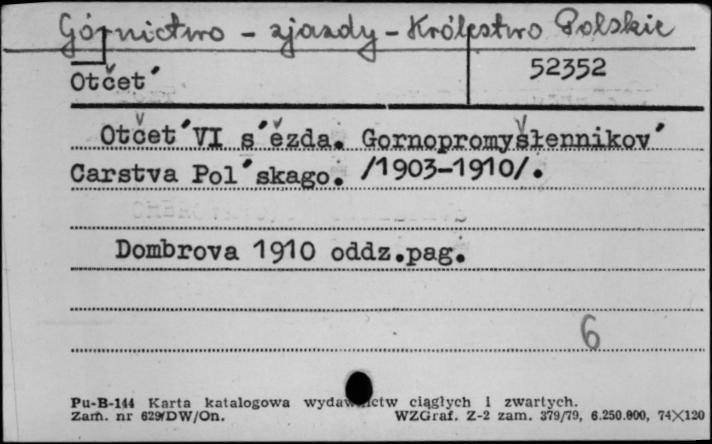 Górnictwo - zjazdy - Królestwo Polskie
Otčet´
52352
Otčet´VI s´ězda. Gornopromyšłennikov´
Carstva Pol´skago. /1903-1910/.
Dombrova 1910 oddz.pag.
6
Pu-B-144 Karta katalogowa wydawnictw ciągłych i zwartych.
Zam. nr 629/DW/On. WZGraf. Z-2 zam. 379/79, 6.250.000, 74×120